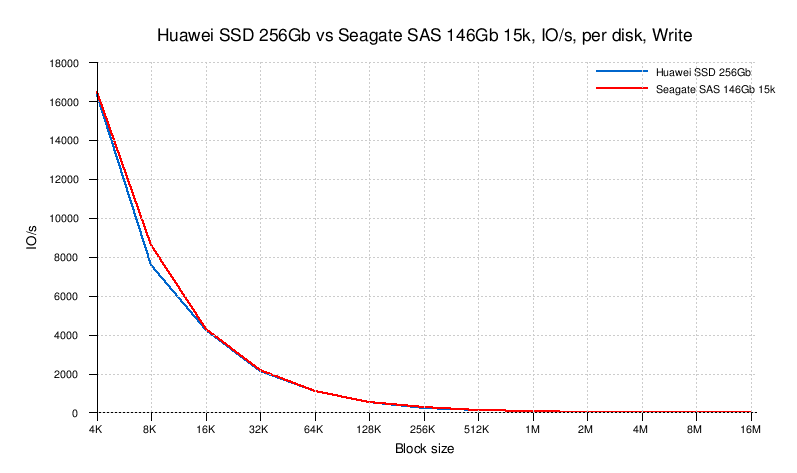 Huawei SSD 256Gb vs Seagate SAS 146Gb 15k, IO/s, per disk, Write
Huawei SSD 256Gb
Seagate SAS 146Gb 15k
IO/s
18000
16000
14000
12000
10000
8000
6000
4000
2000
0
4K 8K 16K 32K 64K 128K 256K 512K 1M 2M 4M 8M 16M
Block size